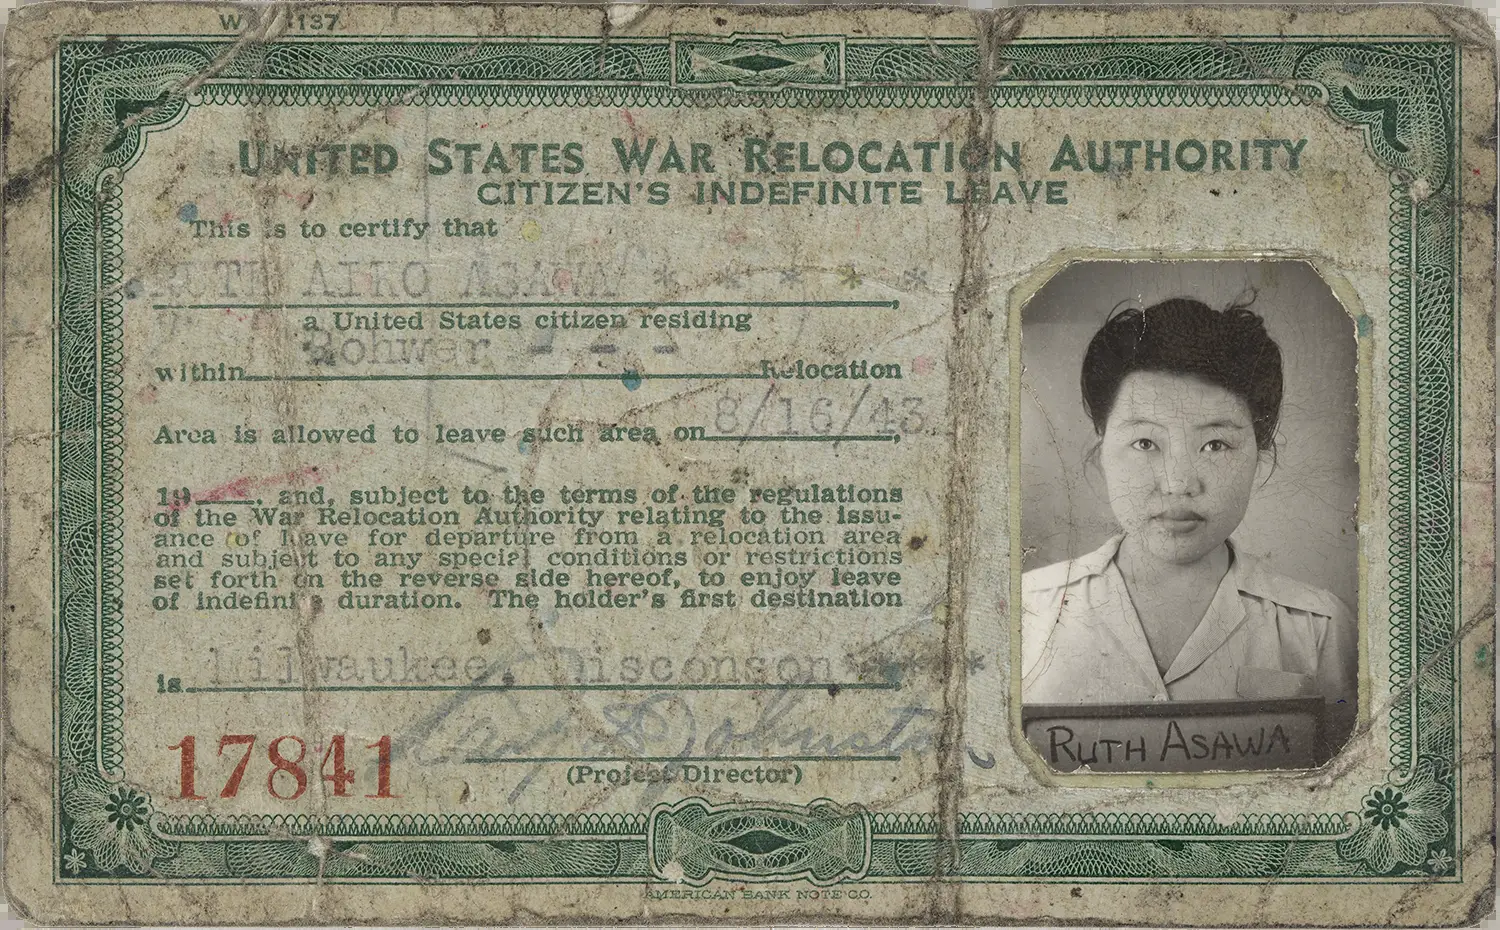 137.
UNITED STATES WAR RELOCATION AUTHORITY
CITIZEN'S INDEFINITE LEAVE
This is to certify that
RUTH AIKO ASAWA * * * * *
a United States citizen residing
Rohwer - - -
within Relocation
8/16/43
Area is allowed to leave such area on ,
19 , and, subject to the terms of the regulations
of the War Relocation Authority relating to the issu-
ance of leave for departure from a relocation area
and subject to any special conditions or restrictions
set forth on the reverse side hereof, to enjoy leave
of indefinite duration. The holder's first destination
is Milwaukee, Wisconson * * * *
Ray D Johnston
17841
(Project Director)
RUTH ASAWA
AMERICAN BANK NOTE CO.